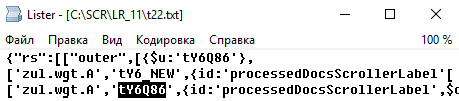 Lister - [C:\SCR\LR_11\t22.txt]
Файл Правка Вид Кодировка Справка 100 %
{"rs":[["outer",[{$u:'tY6Q86'},
['zul.wgt.A','tY6_NEW',{id:'processedDocsScrollerLabel'[
['zul.wgt.A','tY6Q86',{id:'processedDocsScrollerLabel',$o